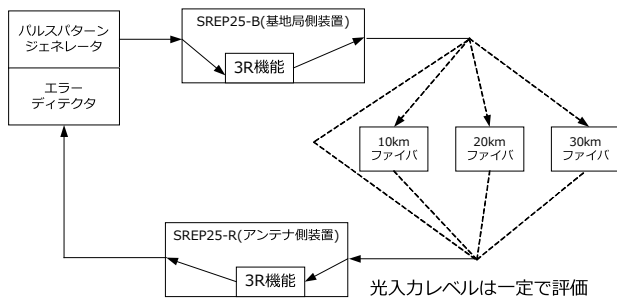 パルスパターン
ジェネレータ
エラー
ディテクタ
SREP25-B(基地局側装置)
3R機能
10km
ファイバ
20km
ファイバ
30km
ファイバ
SREP25-R(アンテナ側装置)
3R機能
光入力レベルは一定で評価